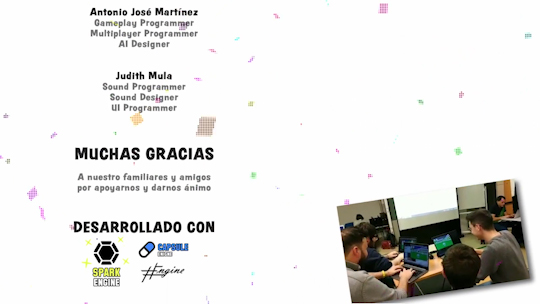 Antonio José Martínez
Gameplay Programmer
Multiplayer Programmer
AI Designer
Judith Mula
Sound Programmer
Sound Designer
UI Programmer
MUCHAS GRACIAS
A nuestro familiares y amigos
por apoyarnos y darnos ánimo
DESARROLLADO CON
SPARK
ENGINE
CAPSULE
ENGINE
#engine